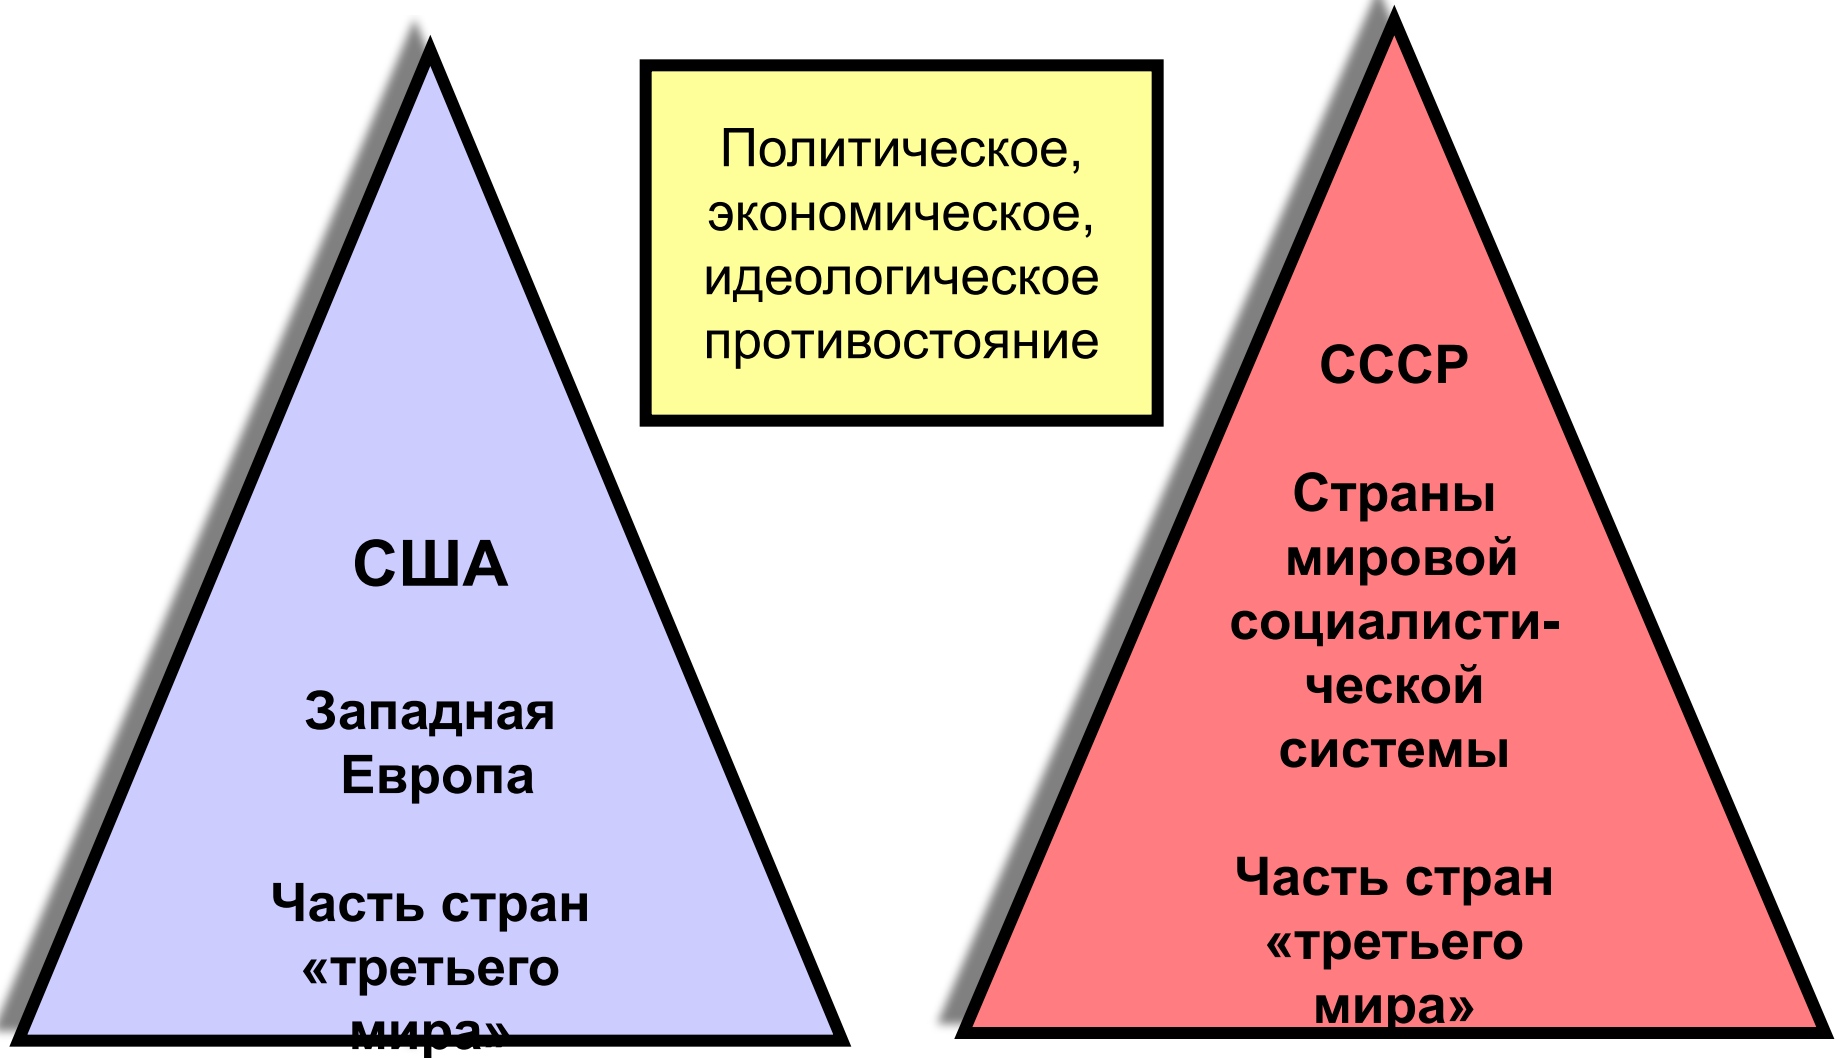 Политическое,
экономическое,
идеологическое
противостояние
США
Западная
Европа
Часть стран
«третьего
мира»
СССР
Страны
мировой
социалисти-
ческой
системы
Часть стран
«третьего
мира»